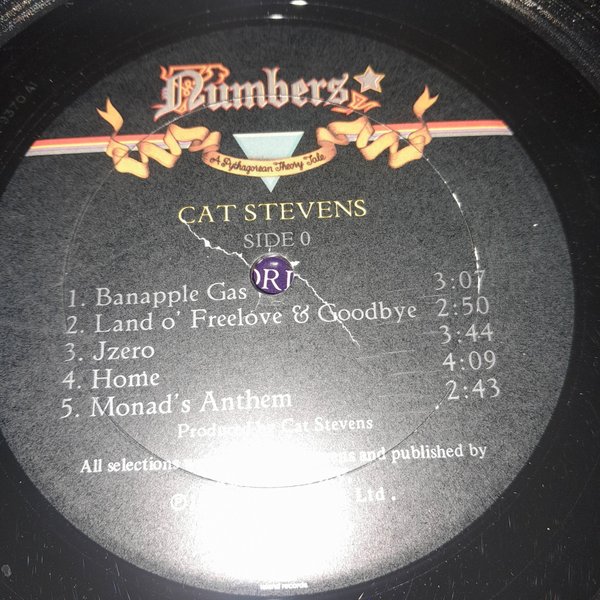 Numbers
A Pythagorean Theory Tale
CAT STEVENS
SIDE 0
1. Banapple Gas 3:07
2. Land o' Freelove & Goodbye 2:50
3. Jzero 3:44
4. Home 4:09
5. Monad's Anthem 2:43
Produced by Cat Stevens
All selections and published by
℗ Ltd.